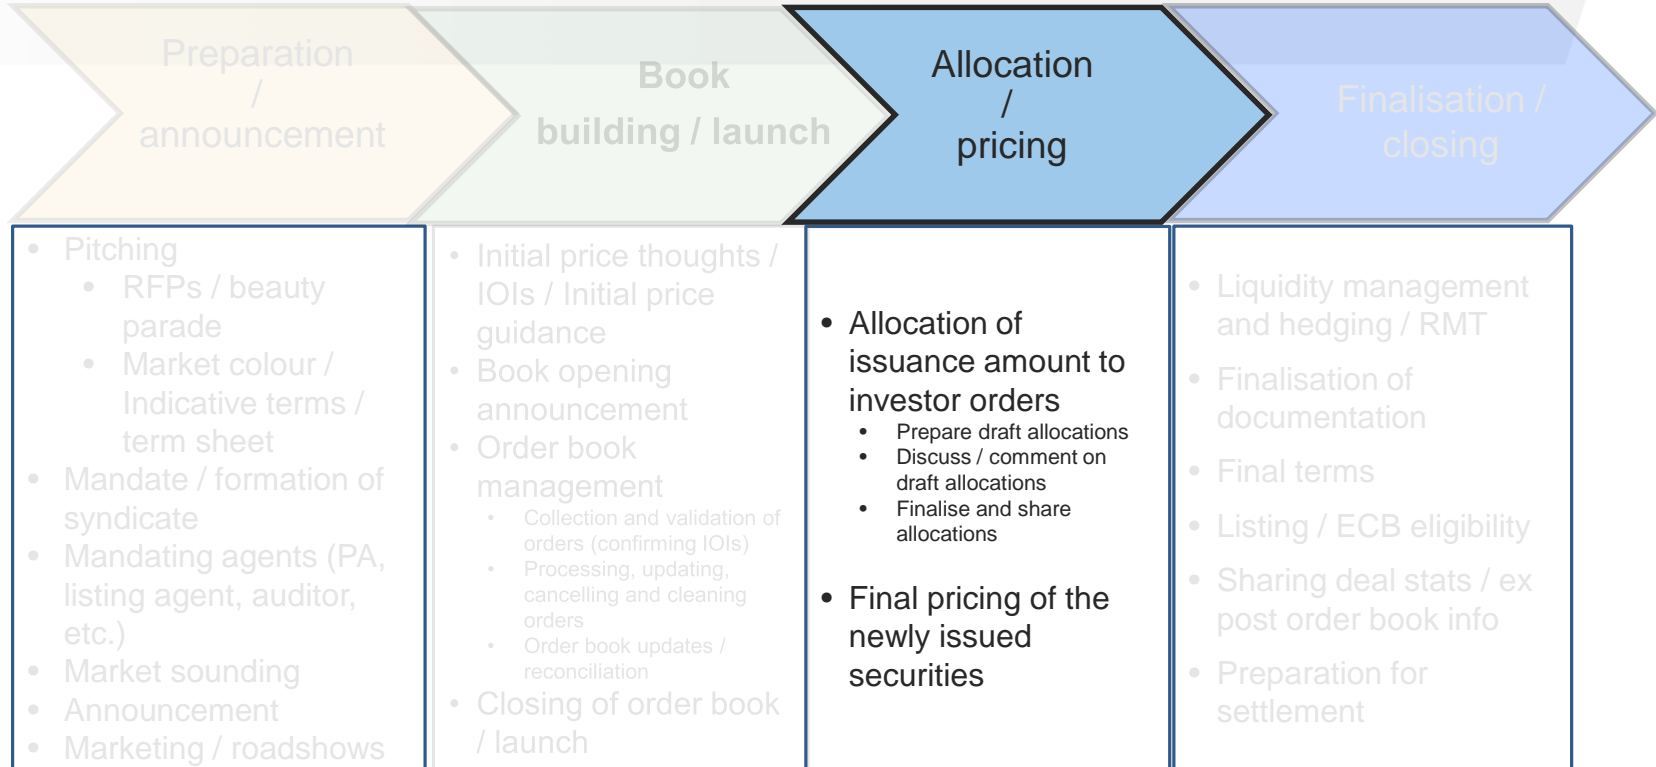 Preparation
/
announcement
Book
building / launch
Allocation
/
pricing
Finalisation /
closing
• Pitching
• RFPs / beauty
parade
• Market colour /
Indicative terms /
term sheet
• Mandate / formation of
syndicate
• Mandating agents (PA,
listing agent, auditor,
etc.)
• Market sounding
• Announcement
• Marketing / roadshows
• Initial price thoughts /
IOIs / Initial price
guidance
• Book opening
announcement
• Order book
management
• Collection and validation of
orders (confirming IOIs)
• Processing, updating,
cancelling and cleaning
orders
• Order book updates /
reconciliation
• Closing of order book
/ launch
• Allocation of
issuance amount to
investor orders
• Prepare draft allocations
• Discuss / comment on
draft allocations
• Finalise and share
allocations
• Final pricing of the
newly issued
securities
• Liquidity management
and hedging / RMT
• Finalisation of
documentation
• Final terms
• Listing / ECB eligibility
• Sharing deal stats / ex
post order book info
• Preparation for
settlement